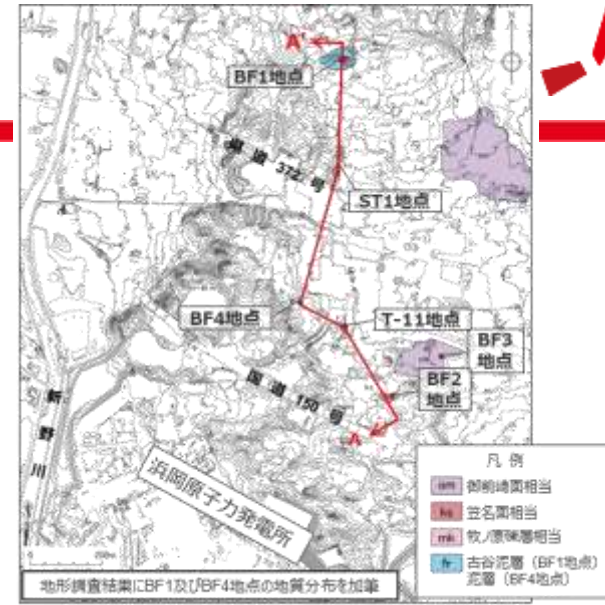 A'
BF1地点
県道372号
ST1地点
BF4地点
T-11地点
BF3
地点
BF2
地点
国道150号
A
新野川
浜岡原子力発電所
凡例
om 御前崎面相当
ks 笠名面相当
mk 牧ノ原礫層相当
fr 古谷泥層(BF1地点)
泥層(BF4地点)
地形調査結果にBF1及びBF4地点の地質分布を加筆